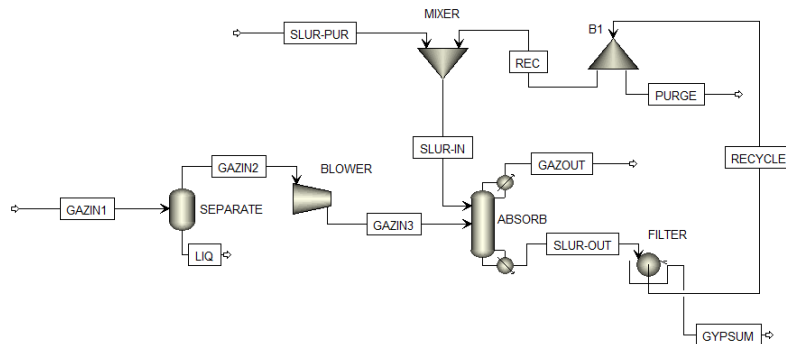 MIXER
B1
SLUR-PUR
REC
PURGE
SLUR-IN
RECYCLE
GAZIN2
BLOWER
GAZOUT
GAZIN1
SEPARATE
GAZIN3
ABSORB
FILTER
SLUR-OUT
LIQ
GYPSUM